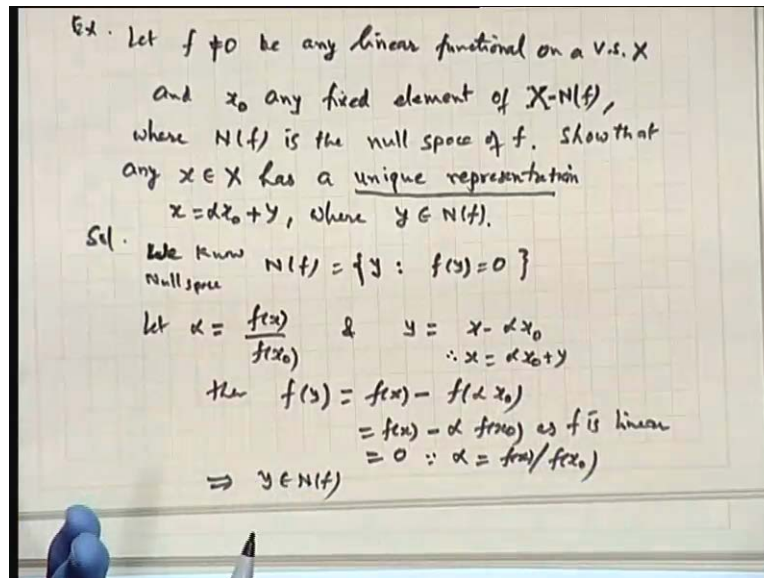 Ex. Let f ≠0 be any linear functional on a v.s. X
and x₀ any fixed element of X-N(f),
where N(f) is the null space of f. Show that
any x ∈ X has a unique representation
x = αx₀ + y, where y ∈ N(f).
Sol. We know N(f) = {y : f(y) = 0 }
Null space
Let α = f(x)/f(x₀) & y = x - αx₀
∴ x = αx₀ + y
then f(y) = f(x) - f(αx₀)
= f(x) - α f(x₀) as f is linear
= 0 ∵ α = f(x)/f(x₀)
⇒ y ∈ N(f)